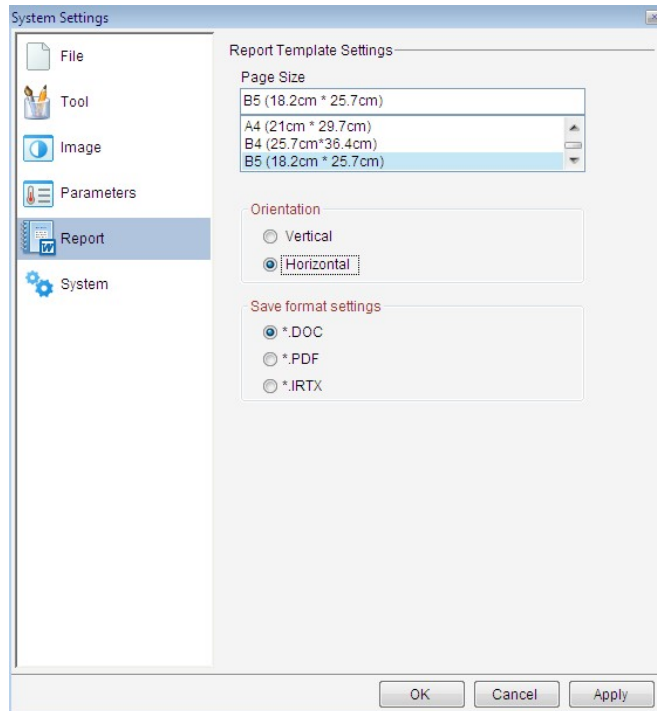 System Settings
File
Tool
Image
Parameters
Report
System
Report Template Settings
Page Size
B5 (18.2cm * 25.7cm)
A4 (21cm * 29.7cm)
B4 (25.7cm*36.4cm)
B5 (18.2cm * 25.7cm)
Orientation
Vertical
Horizontal
Save format settings
*.DOC
*.PDF
*.IRTX
OK Cancel Apply